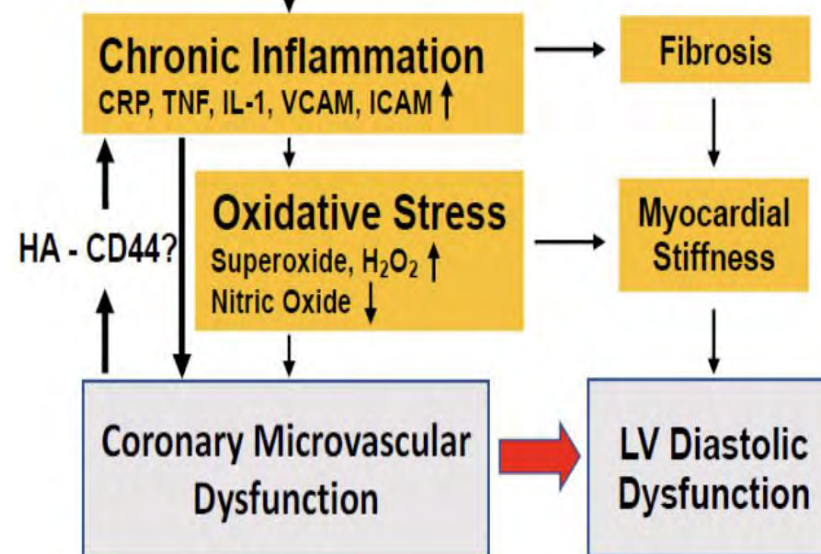 Chronic Inflammation
CRP, TNF, IL-1, VCAM, ICAM ↑
Fibrosis
Oxidative Stress
Superoxide, H₂O₂ ↑
Nitric Oxide ↓
Myocardial
Stiffness
HA - CD44?
Coronary Microvascular
Dysfunction
LV Diastolic
Dysfunction